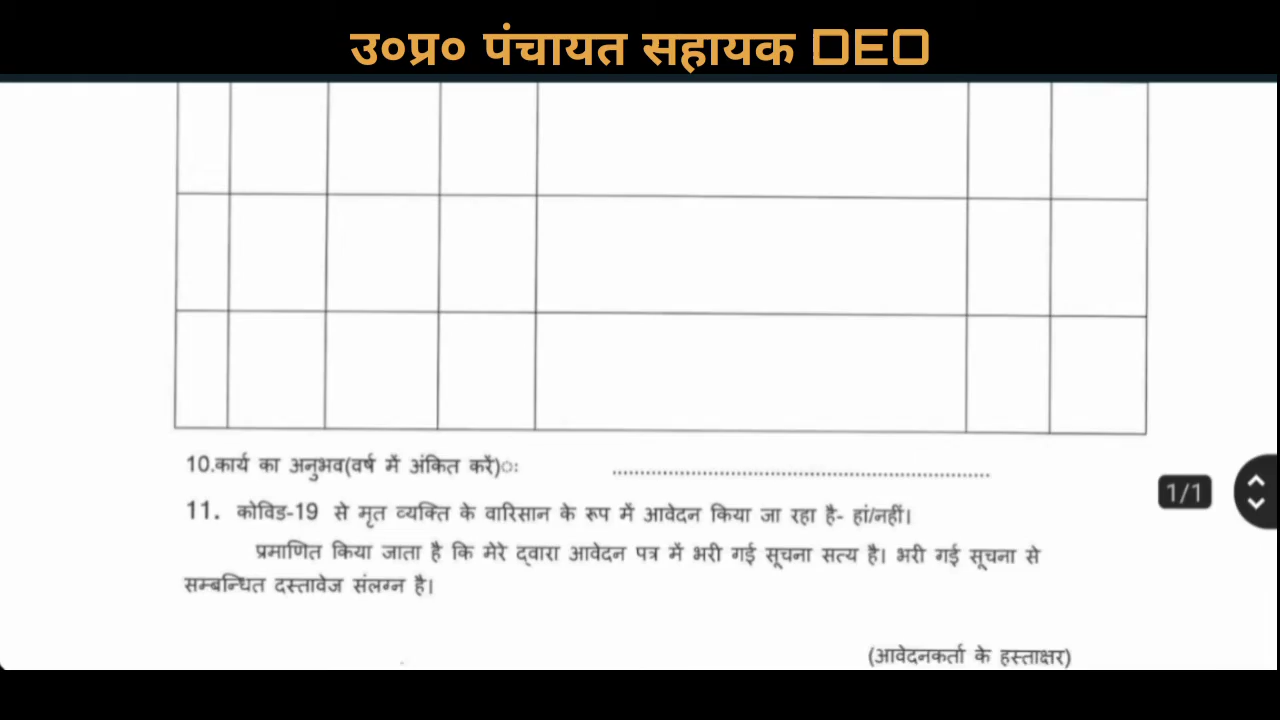 उ०प्र० पंचायत सहायक DEO
10.कार्य का अनुभव(वर्ष में अंकित करें)ः ........................................................
11. कोविड-19 से मृत व्यक्ति के वारिसान के रूप में आवेदन किया जा रहा है- हां/नहीं।
प्रमाणित किया जाता है कि मेरे द्वारा आवेदन पत्र में भरी गई सूचना सत्य है। भरी गई सूचना से
सम्बन्धित दस्तावेज संलग्न है।
1/1
(आवेदनकर्ता के हस्ताक्षर)